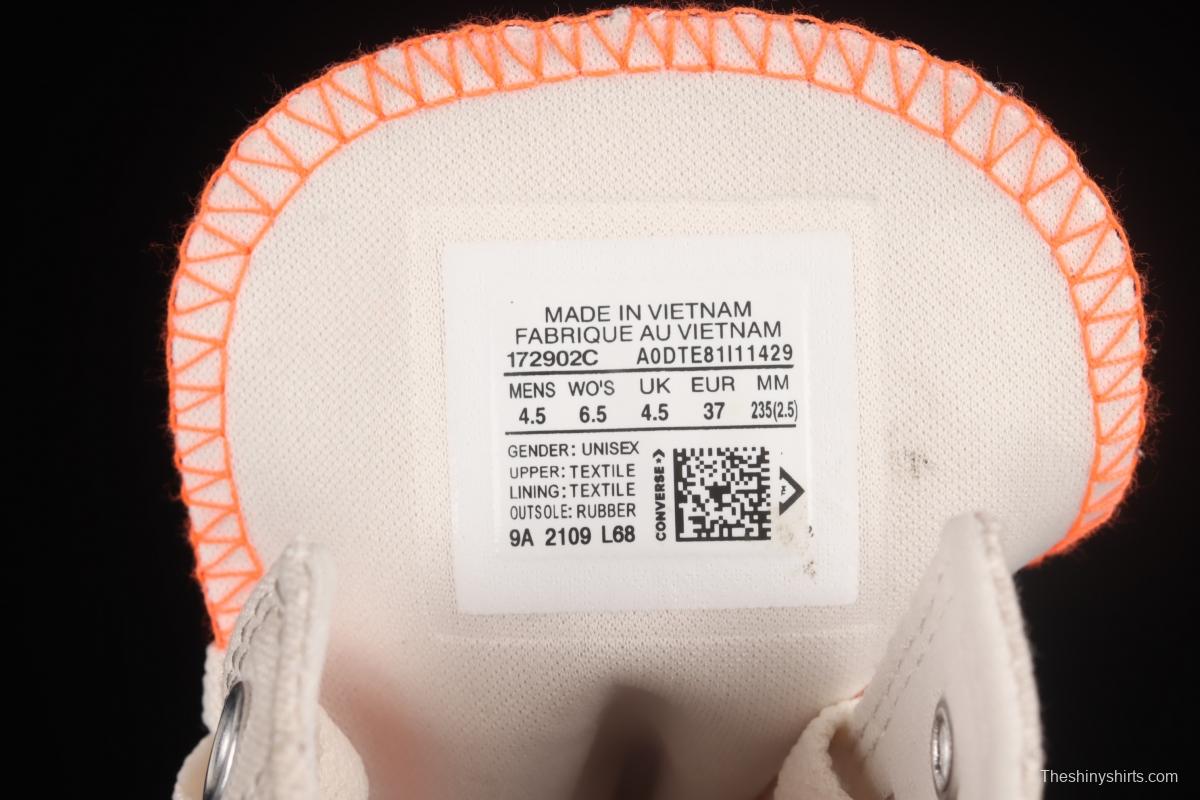 MADE IN VIETNAM
FABRIQUE AU VIETNAM
172902C A0DTE81I11429
MENS WO'S UK EUR MM
4.5 6.5 4.5 37 235(2.5)
GENDER: UNISEX
UPPER: TEXTILE
LINING: TEXTILE
OUTSOLE: RUBBER
9A 2109 L68
CONVERSE
Theshinyshirts.com